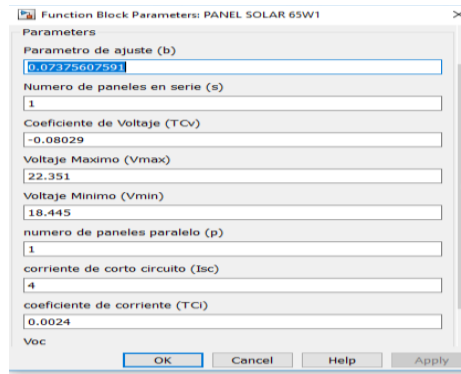 Function Block Parameters: PANEL SOLAR 65W1
Parameters
Parametro de ajuste (b)
0.07375607591
Numero de paneles en serie (s)
1
Coeficiente de Voltaje (TCv)
-0.08029
Voltaje Maximo (Vmax)
22.351
Voltaje Minimo (Vmin)
18.445
numero de paneles paralelo (p)
1
corriente de corto circuito (Isc)
4
coeficiente de corriente (TCi)
0.0024
Voc
OK Cancel Help Apply